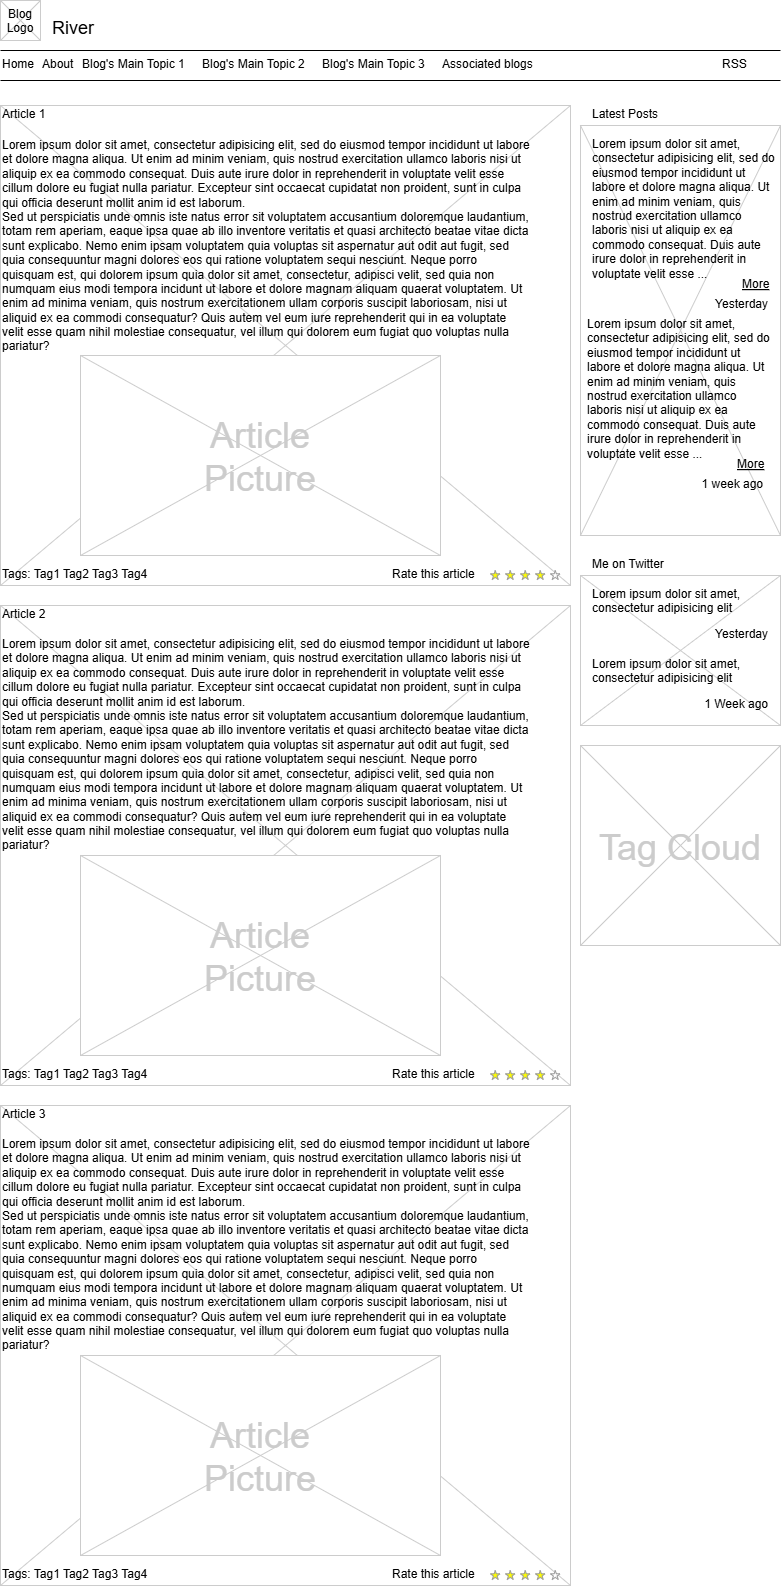 Blog
Logo
River
Home About Blog's Main Topic 1 Blog's Main Topic 2 Blog's Main Topic 3 Associated blogs RSS
Article 1
Lorem ipsum dolor sit amet, consectetur adipisicing elit, sed do eiusmod tempor incididunt ut labore
et dolore magna aliqua. Ut enim ad minim veniam, quis nostrud exercitation ullamco laboris nisi ut
aliquip ex ea commodo consequat. Duis aute irure dolor in reprehenderit in voluptate velit esse
cillum dolore eu fugiat nulla pariatur. Excepteur sint occaecat cupidatat non proident, sunt in culpa
qui officia deserunt mollit anim id est laborum.
Sed ut perspiciatis unde omnis iste natus error sit voluptatem accusantium doloremque laudantium,
totam rem aperiam, eaque ipsa quae ab illo inventore veritatis et quasi architecto beatae vitae dicta
sunt explicabo. Nemo enim ipsam voluptatem quia voluptas sit aspernatur aut odit aut fugit, sed
quia consequuntur magni dolores eos qui ratione voluptatem sequi nesciunt. Neque porro
quisquam est, qui dolorem ipsum quia dolor sit amet, consectetur, adipisci velit, sed quia non
numquam eius modi tempora incidunt ut labore et dolore magnam aliquam quaerat voluptatem. Ut
enim ad minima veniam, quis nostrum exercitationem ullam corporis suscipit laboriosam, nisi ut
aliquid ex ea commodi consequatur? Quis autem vel eum iure reprehenderit qui in ea voluptate
velit esse quam nihil molestiae consequatur, vel illum qui dolorem eum fugiat quo voluptas nulla
pariatur?
Article
Picture
Tags: Tag1 Tag2 Tag3 Tag4
Rate this article
Article 2
Lorem ipsum dolor sit amet, consectetur adipisicing elit, sed do eiusmod tempor incididunt ut labore
et dolore magna aliqua. Ut enim ad minim veniam, quis nostrud exercitation ullamco laboris nisi ut
aliquip ex ea commodo consequat. Duis aute irure dolor in reprehenderit in voluptate velit esse
cillum dolore eu fugiat nulla pariatur. Excepteur sint occaecat cupidatat non proident, sunt in culpa
qui officia deserunt mollit anim id est laborum.
Sed ut perspiciatis unde omnis iste natus error sit voluptatem accusantium doloremque laudantium,
totam rem aperiam, eaque ipsa quae ab illo inventore veritatis et quasi architecto beatae vitae dicta
sunt explicabo. Nemo enim ipsam voluptatem quia voluptas sit aspernatur aut odit aut fugit, sed
quia consequuntur magni dolores eos qui ratione voluptatem sequi nesciunt. Neque porro
quisquam est, qui dolorem ipsum quia dolor sit amet, consectetur, adipisci velit, sed quia non
numquam eius modi tempora incidunt ut labore et dolore magnam aliquam quaerat voluptatem. Ut
enim ad minima veniam, quis nostrum exercitationem ullam corporis suscipit laboriosam, nisi ut
aliquid ex ea commodi consequatur? Quis autem vel eum iure reprehenderit qui in ea voluptate
velit esse quam nihil molestiae consequatur, vel illum qui dolorem eum fugiat quo voluptas nulla
pariatur?
Article
Picture
Tags: Tag1 Tag2 Tag3 Tag4
Rate this article
Article 3
Lorem ipsum dolor sit amet, consectetur adipisicing elit, sed do eiusmod tempor incididunt ut labore
et dolore magna aliqua. Ut enim ad minim veniam, quis nostrud exercitation ullamco laboris nisi ut
aliquip ex ea commodo consequat. Duis aute irure dolor in reprehenderit in voluptate velit esse
cillum dolore eu fugiat nulla pariatur. Excepteur sint occaecat cupidatat non proident, sunt in culpa
qui officia deserunt mollit anim id est laborum.
Sed ut perspiciatis unde omnis iste natus error sit voluptatem accusantium doloremque laudantium,
totam rem aperiam, eaque ipsa quae ab illo inventore veritatis et quasi architecto beatae vitae dicta
sunt explicabo. Nemo enim ipsam voluptatem quia voluptas sit aspernatur aut odit aut fugit, sed
quia consequuntur magni dolores eos qui ratione voluptatem sequi nesciunt. Neque porro
quisquam est, qui dolorem ipsum quia dolor sit amet, consectetur, adipisci velit, sed quia non
numquam eius modi tempora incidunt ut labore et dolore magnam aliquam quaerat voluptatem. Ut
enim ad minima veniam, quis nostrum exercitationem ullam corporis suscipit laboriosam, nisi ut
aliquid ex ea commodi consequatur? Quis autem vel eum iure reprehenderit qui in ea voluptate
velit esse quam nihil molestiae consequatur, vel illum qui dolorem eum fugiat quo voluptas nulla
pariatur?
Article
Picture
Tags: Tag1 Tag2 Tag3 Tag4
Rate this article
Latest Posts
Lorem ipsum dolor sit amet,
consectetur adipisicing elit, sed do
eiusmod tempor incididunt ut
labore et dolore magna aliqua. Ut
enim ad minim veniam, quis
nostrud exercitation ullamco
laboris nisi ut aliquip ex ea
commodo consequat. Duis aute
irure dolor in reprehenderit in
voluptate velit esse ...
More
Yesterday
Lorem ipsum dolor sit amet,
consectetur adipisicing elit, sed do
eiusmod tempor incididunt ut
labore et dolore magna aliqua. Ut
enim ad minim veniam, quis
nostrud exercitation ullamco
laboris nisi ut aliquip ex ea
commodo consequat. Duis aute
irure dolor in reprehenderit in
voluptate velit esse ...
More
1 week ago
Me on Twitter
Lorem ipsum dolor sit amet,
consectetur adipisicing elit
Yesterday
Lorem ipsum dolor sit amet,
consectetur adipisicing elit
1 Week ago
Tag Cloud